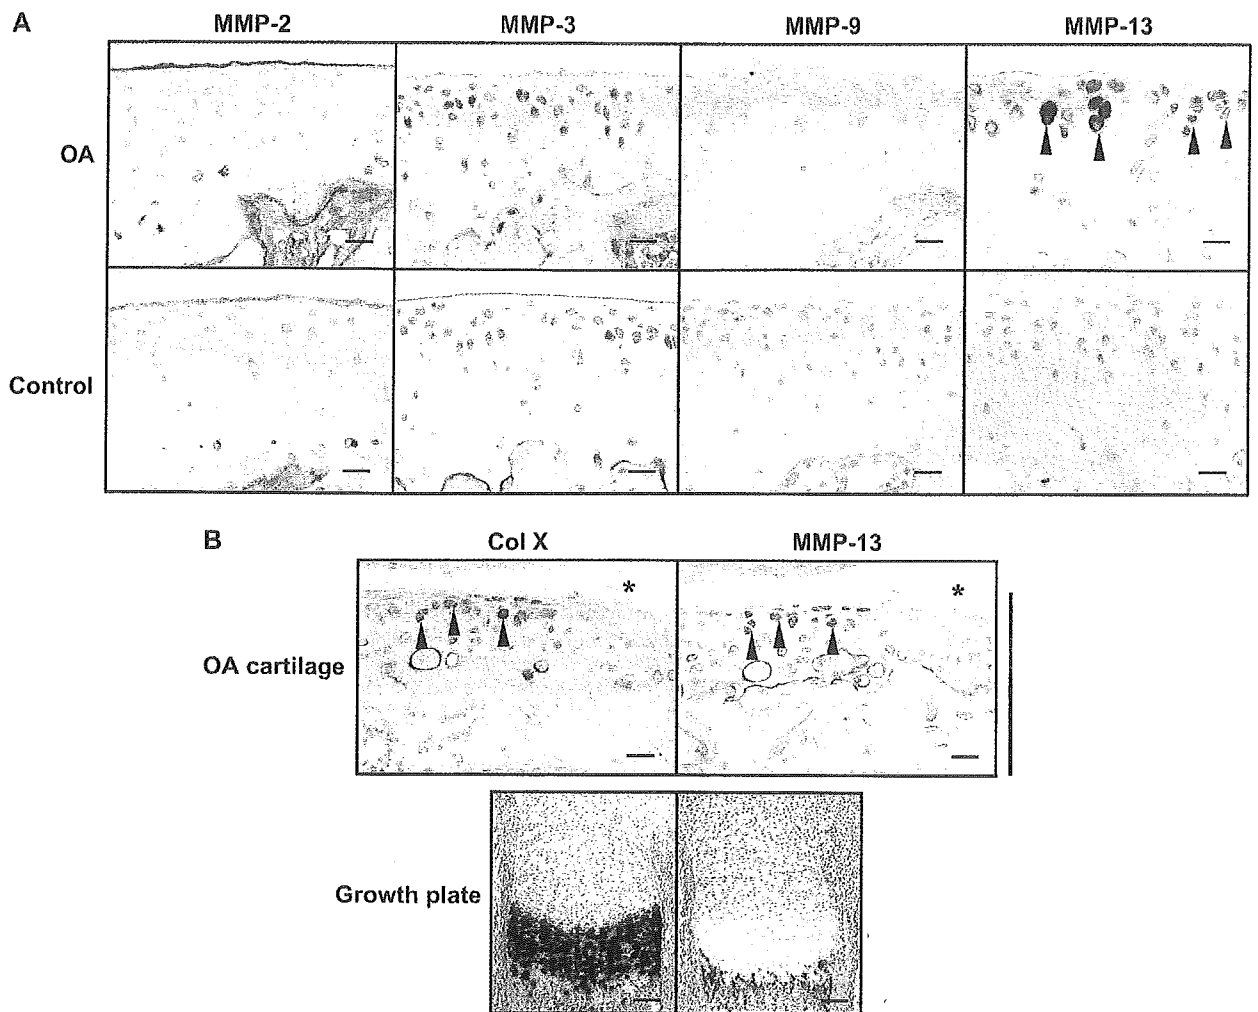 A
MMP-2 MMP-3 MMP-9 MMP-13
OA
Control
B
Col X MMP-13
* *
OA cartilage
Growth plate